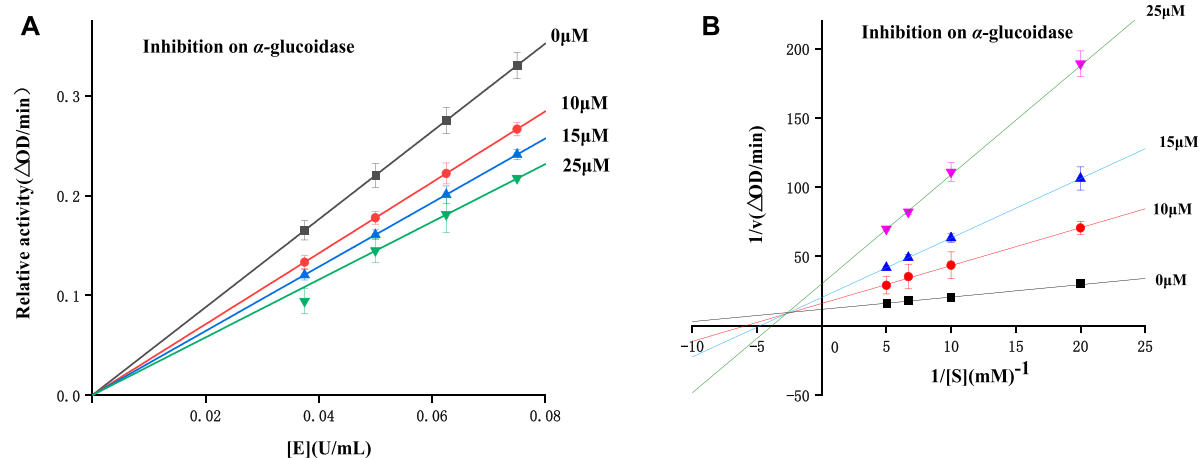 A
Inhibition on α-glucoidase
0μM
10μM
15μM
25μM
Relative activity(△OD/min)
0.3
0.2
0.1
0.0
0.02
0.04
0.06
0.08
[E](U/mL)
B
Inhibition on α-glucoidase
25μM
15μM
10μM
0μM
1/v(△OD/min)
200
150
100
50
−50
−10
−5
0
5
10
15
20
25
1/[S](mM)-1